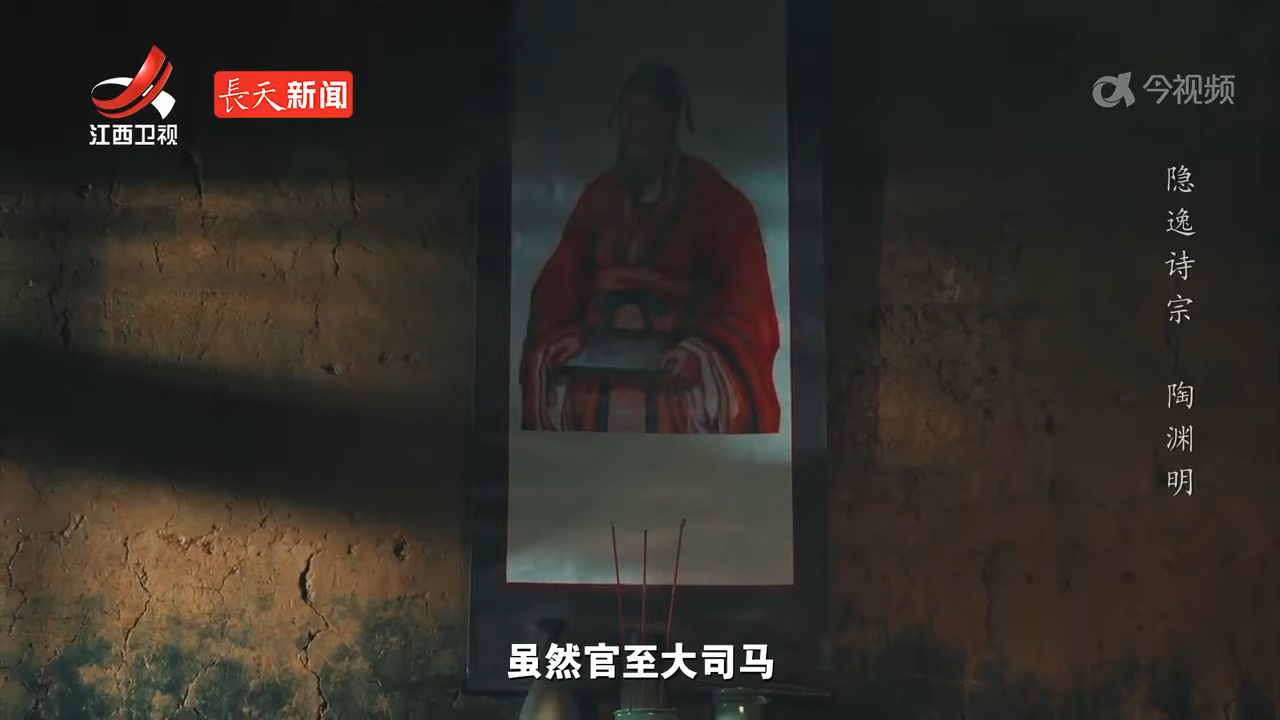 江西卫视
長天新闻
今视频
隐逸诗宗 陶渊明
虽然官至大司马